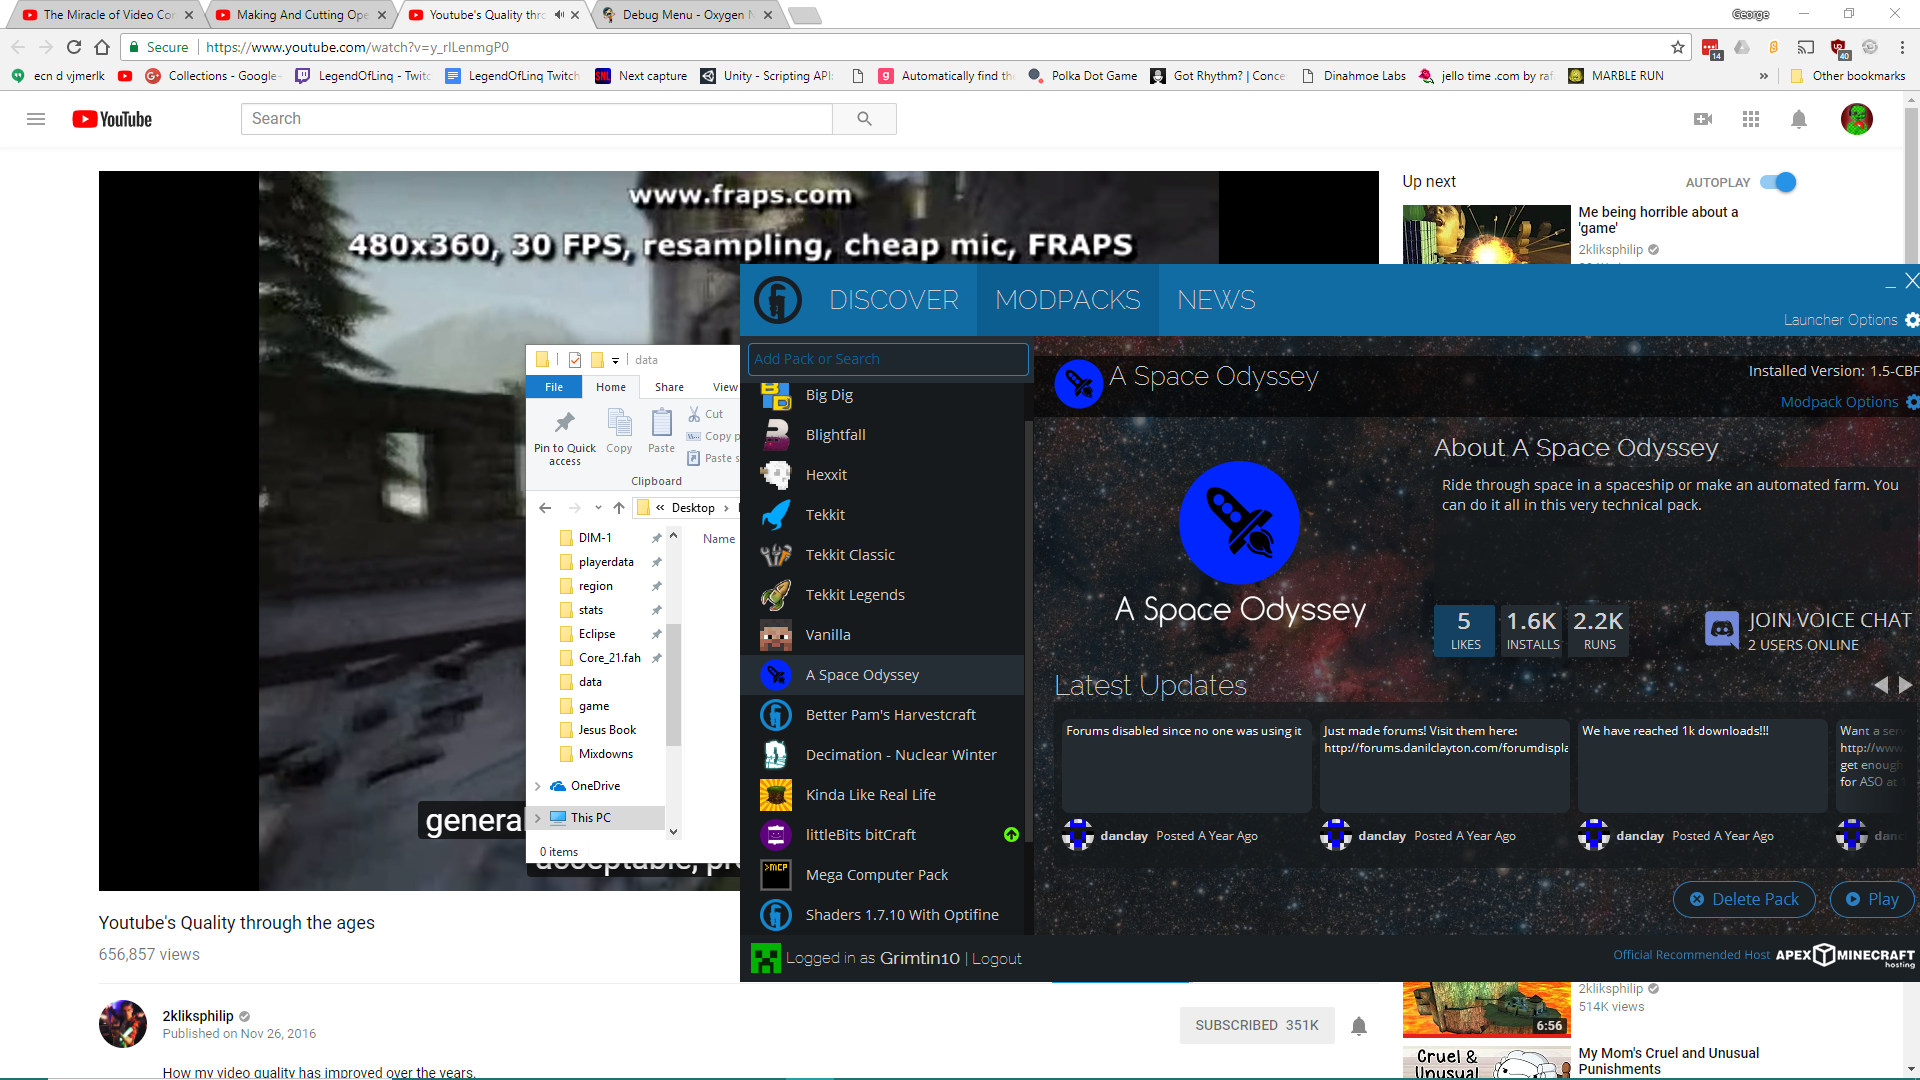 The Miracle of Video Cor
Making And Cutting Ope
Youtube's Quality thro
Debug Menu - Oxygen N
George
Secure
https://www.youtube.com/watch?v=y_rlLenmgP0
14
40
ecn d vjmerlk
Collections - Google
LegendOfLinq - Twitc
LegendOfLinq Twitch
SNL
Next capture
Unity - Scripting API:
Automatically find th
Polka Dot Game
Got Rhythm? | Conce
Dinahmoe Labs
jello time .com by raf
MARBLE RUN
»
Other bookmarks
YouTube
Search
www.fraps.com
480x360, 30 FPS, resampling, cheap mic, FRAPS
Up next
AUTOPLAY
Me being horrible about a
'game'
2kliksphilip
DISCOVER
MODPACKS
NEWS
Launcher Options
data
File
Home
Share
View
Pin to Quick
access
Copy
Paste
Cut
Copy p
Paste s
Clipboard
« Desktop
Name
DIM-1
playerdata
region
stats
Eclipse
Core_21.fah
data
game
Jesus Book
Mixdowns
OneDrive
This PC
0 items
genera
acceptable, pr
Add Pack or Search
Big Dig
Blightfall
Hexxit
Tekkit
Tekkit Classic
Tekkit Legends
Vanilla
A Space Odyssey
Better Pam's Harvestcraft
Decimation - Nuclear Winter
Kinda Like Real Life
littleBits bitCraft
>MCP
Mega Computer Pack
Shaders 1.7.10 With Optifine
A Space Odyssey
Installed Version: 1.5-CBF
Modpack Options
A Space Odyssey
About A Space Odyssey
Ride through space in a spaceship or make an automated farm. You
can do it all in this very technical pack.
5
LIKES
1.6K
INSTALLS
2.2K
RUNS
JOIN VOICE CHAT
2 USERS ONLINE
Latest Updates
Forums disabled since no one was using it
danclay Posted A Year Ago
Just made forums! Visit them here:
http://forums.danilclayton.com/forumdispla
danclay Posted A Year Ago
We have reached 1k downloads!!!
danclay Posted A Year Ago
Want a ser
http://www
get enough
for ASO at
danc
Delete Pack
Play
Logged in as Grimtin10 | Logout
Official Recommended Host
APEX MINECRAFT
hosting
Youtube's Quality through the ages
656,857 views
2kliksphilip
Published on Nov 26, 2016
SUBSCRIBED 351K
How my video quality has improved over the years.
2kliksphilip
514K views
6:56
Cruel &
Unusual
My Mom's Cruel and Unusual
Punishments